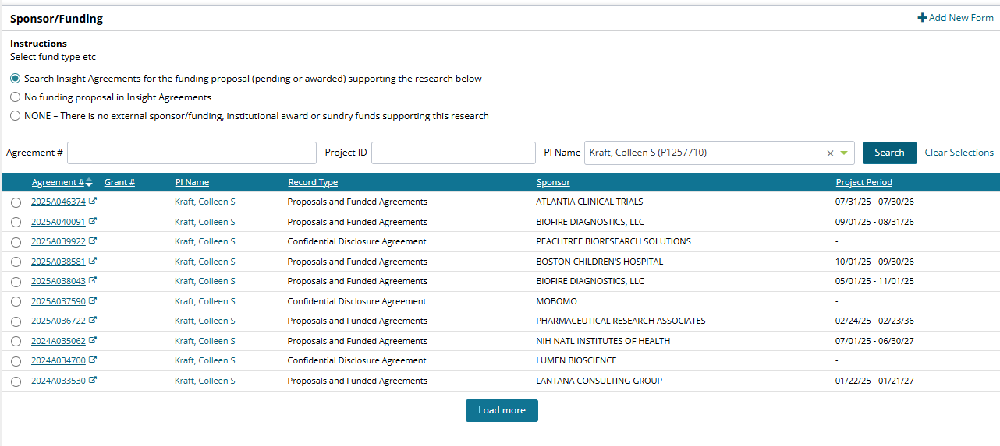 Sponsor/Funding
Add New Form
Instructions
Select fund type etc
Search Insight Agreements for the funding proposal (pending or awarded) supporting the research below
No funding proposal in Insight Agreements
NONE – There is no external sponsor/funding, institutional award or sundry funds supporting this research
Agreement # Project ID PI Name Kraft, Colleen S (P1257710) Search Clear Selections
Agreement # Grant # PI Name Record Type Sponsor Project Period
2025A046374 Kraft, Colleen S Proposals and Funded Agreements ATLANTIA CLINICAL TRIALS 07/31/25 - 07/30/26
2025A040091 Kraft, Colleen S Proposals and Funded Agreements BIOFIRE DIAGNOSTICS, LLC 09/01/25 - 08/31/26
2025A039922 Kraft, Colleen S Confidential Disclosure Agreement PEACHTREE BIORESEARCH SOLUTIONS -
2025A038581 Kraft, Colleen S Proposals and Funded Agreements BOSTON CHILDREN'S HOSPITAL 10/01/25 - 09/30/26
2025A038043 Kraft, Colleen S Proposals and Funded Agreements BIOFIRE DIAGNOSTICS, LLC 05/01/25 - 11/01/25
2025A037590 Kraft, Colleen S Confidential Disclosure Agreement MOBOMO -
2025A036722 Kraft, Colleen S Proposals and Funded Agreements PHARMACEUTICAL RESEARCH ASSOCIATES 02/24/25 - 02/23/36
2024A035062 Kraft, Colleen S Proposals and Funded Agreements NIH NATL INSTITUTES OF HEALTH 07/01/25 - 06/30/27
2024A034700 Kraft, Colleen S Confidential Disclosure Agreement LUMEN BIOSCIENCE -
2024A033530 Kraft, Colleen S Proposals and Funded Agreements LANTANA CONSULTING GROUP 01/22/25 - 01/21/27
Load more